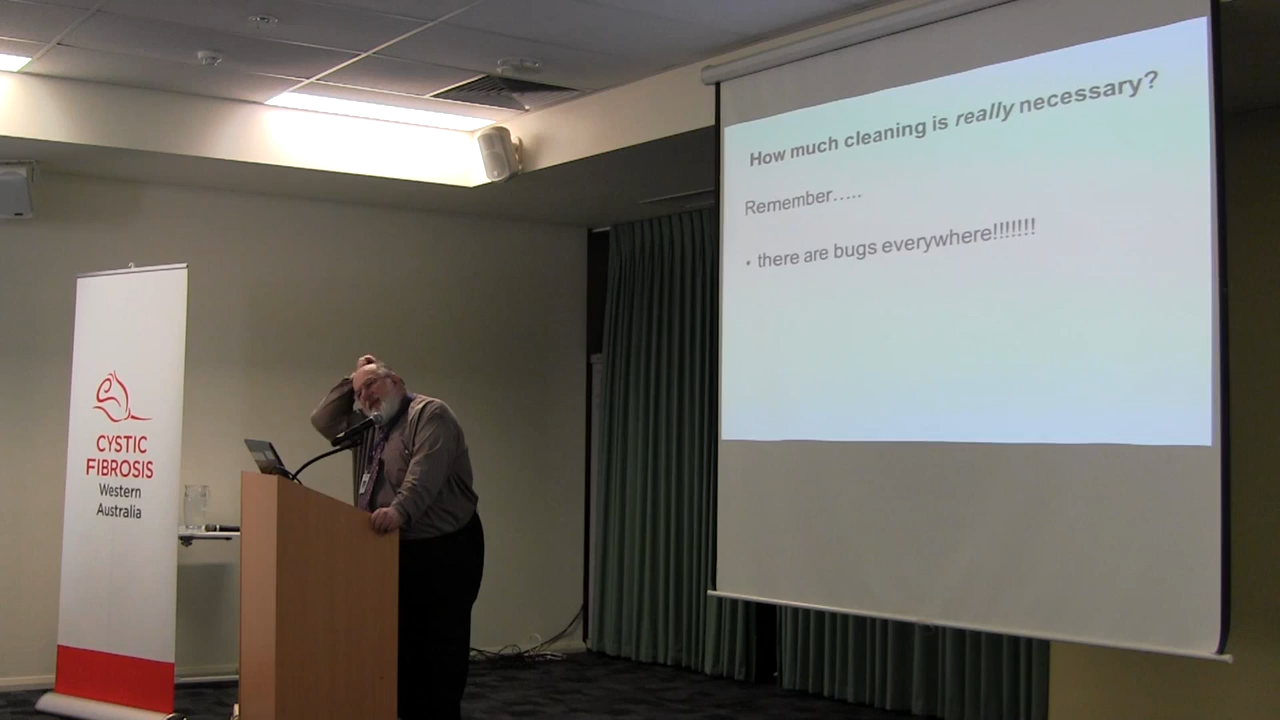 How much cleaning is really necessary?
Remember.....
• there are bugs everywhere!!!!!!!
CYSTIC
FIBROSIS
Western
Australia